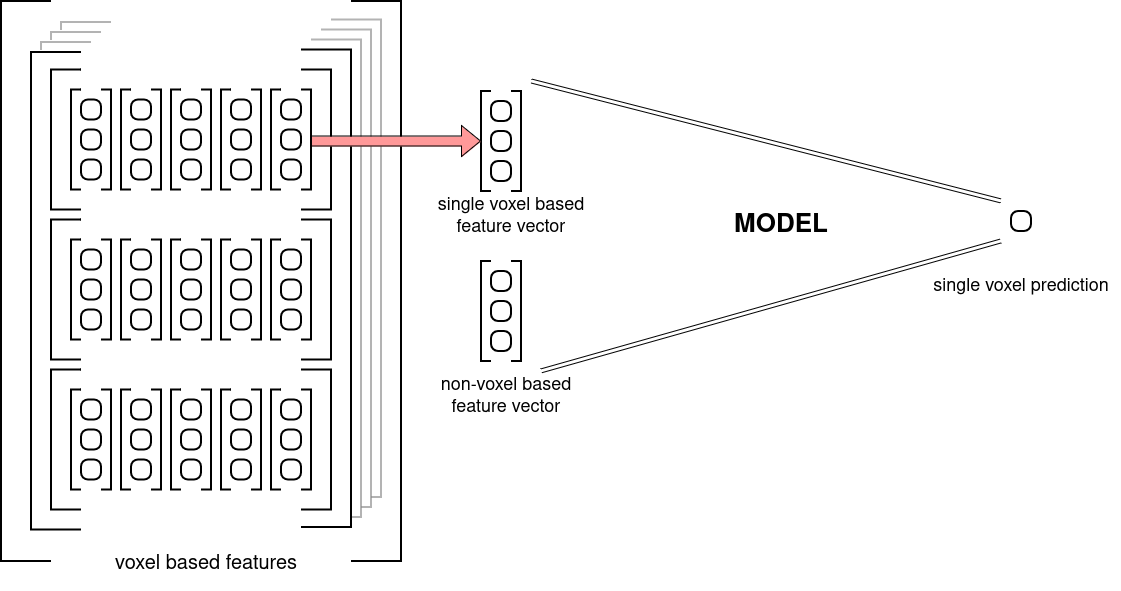 single voxel based
feature vector
MODEL
single voxel prediction
non-voxel based
feature vector
voxel based features